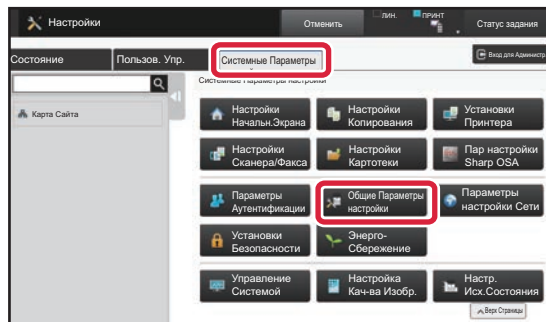 Настройки
Отменить
лин.
принт
Статус задания
Состояние
Пользов. Упр.
Системные Параметры
Вход для Администр
Системные Параметры настройки
Карта Сайта
Настройки
Начальн.Экрана
Настройки
Копирования
Установки
Принтера
Настройки
Сканера/Факса
Настройки
Картотеки
Пар настройки
Sharp OSA
Параметры
Аутентификации
Общие Параметры
настройки
Параметры
настройки Сети
Установки
Безопасности
Энерго-
Сбережение
Управление
Системой
Настройка
Кач-ва Изобр.
Настр.
Исх.Состояния
Верх Страницы